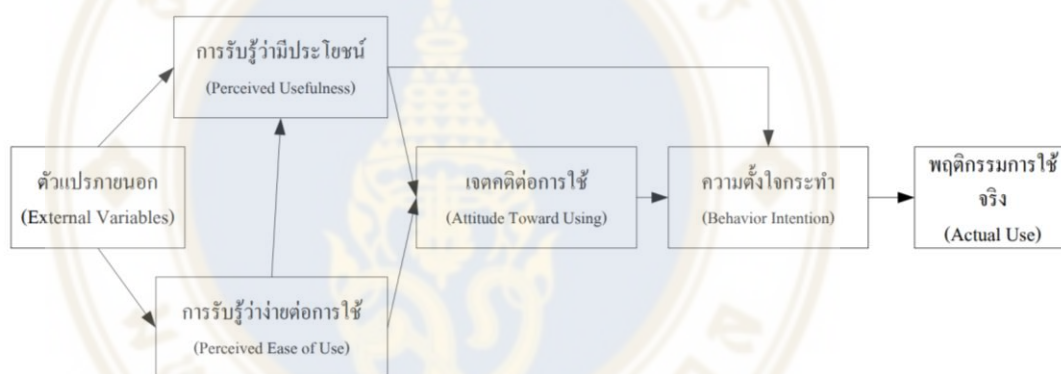 การรับรู้ว่ามีประโยชน์
(Perceived Usefulness)
ตัวแปรภายนอก
(External Variables)
เจตคติต่อการใช้
(Attitude Toward Using)
ความตั้งใจกระทำ
(Behavior Intention)
พฤติกรรมการใช้
จริง
(Actual Use)
การรับรู้ว่าง่ายต่อการใช้
(Perceived Ease of Use)